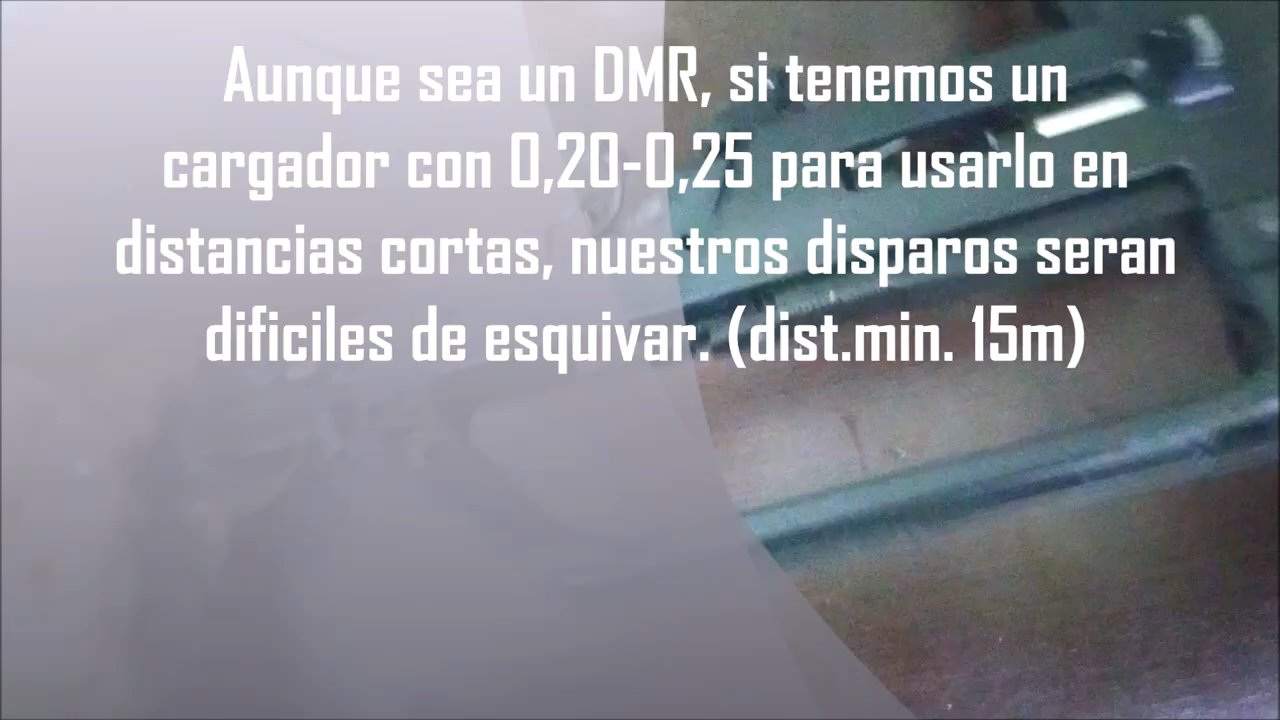 Aunque sea un DMR, si tenemos un
cargador con 0,20-0,25 para usarlo en
distancias cortas, nuestros disparos seran
dificiles de esquivar. (dist.min. 15m)